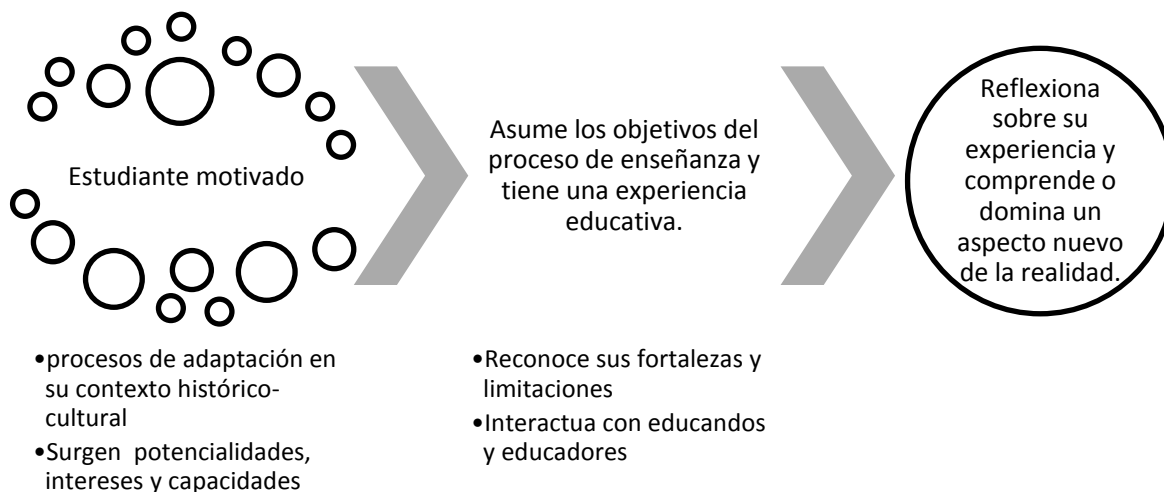 Estudiante motivado
•procesos de adaptación en
su contexto histórico-
cultural
•Surgen potencialidades,
intereses y capacidades
Asume los objetivos del
proceso de enseñanza y
tiene una experiencia
educativa.
•Reconoce sus fortalezas y
limitaciones
•Interactua con educandos
y educadores
Reflexiona
sobre su
experiencia y
comprende o
domina un
aspecto nuevo
de la realidad.